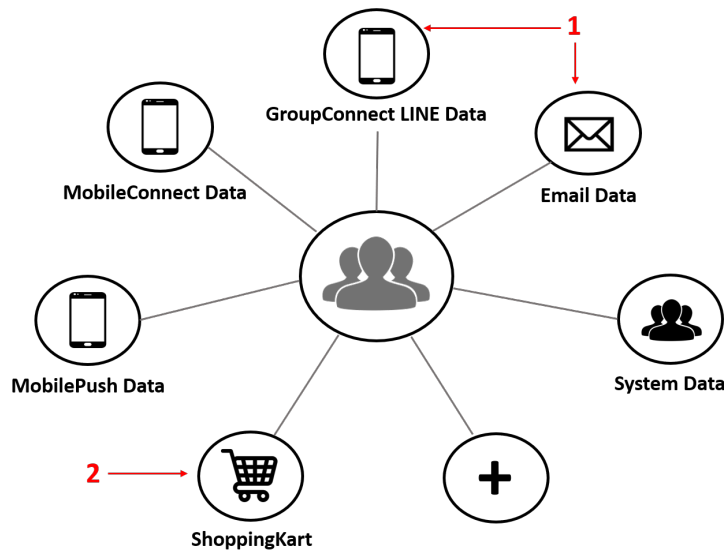 1
GroupConnect LINE Data
MobileConnect Data
Email Data
MobilePush Data
System Data
2
ShoppingKart